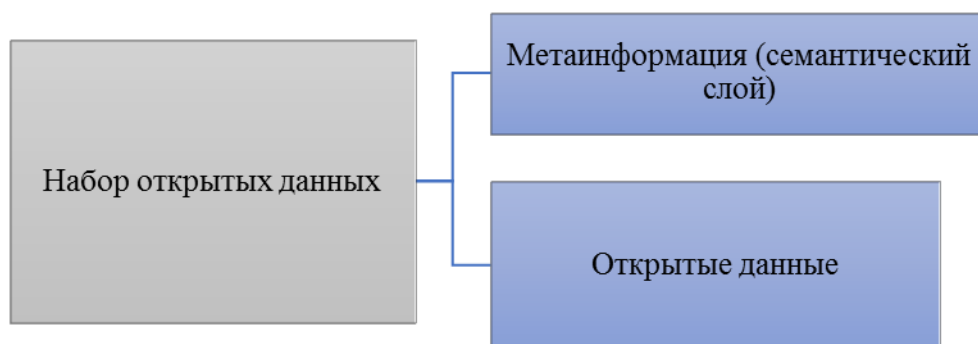 Набор открытых данных
Метаинформация (семантический
слой)
Открытые данные